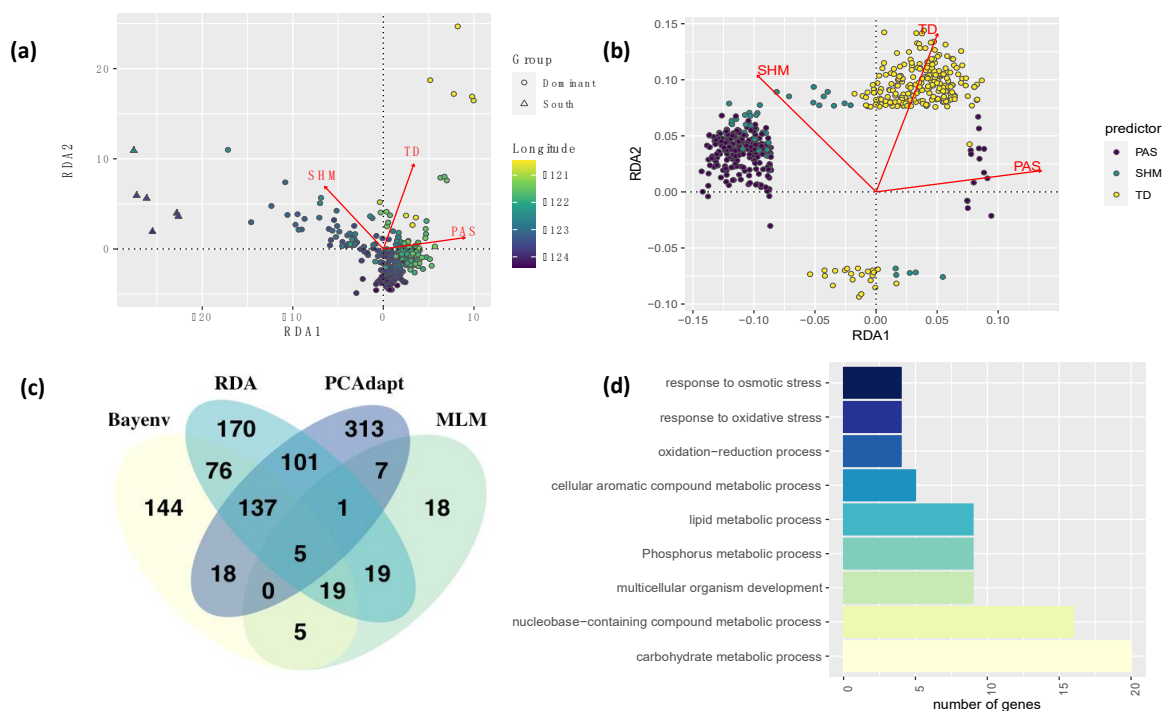 (a)
RDA2
20
10
0
SHM
TD
PAS
20
10
0
10
RDA1
Group
Dominant
South
Longitude
121
122
123
124
(b)
RDA2
0.15
0.10
0.05
0.00
−0.05
−0.10
SHM
TD
PAS
−0.15
−0.10
−0.05
0.00
0.05
0.10
RDA1
predictor
PAS
SHM
TD
(c)
Bayenv
RDA
PCAdapt
MLM
170
313
76
101
7
144
137
1
18
5
18
0
19
19
5
(d)
response to osmotic stress
response to oxidative stress
oxidation−reduction process
cellular aromatic compound metabolic process
lipid metabolic process
Phosphorus metabolic process
multicellular organism development
nucleobase−containing compound metabolic process
carbohydrate metabolic process
0
5
10
15
20
number of genes